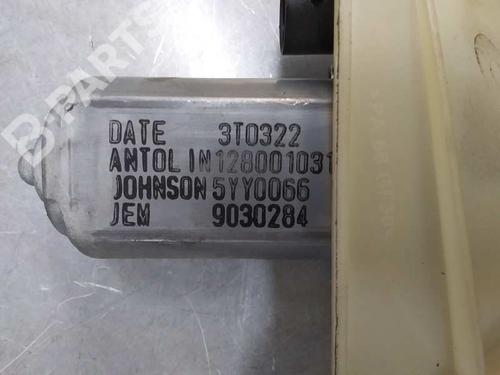 B-PARTS
DATE 3T0322
ANTOLIN 128001031
JOHNSON 5YY0066
JEM 9030284